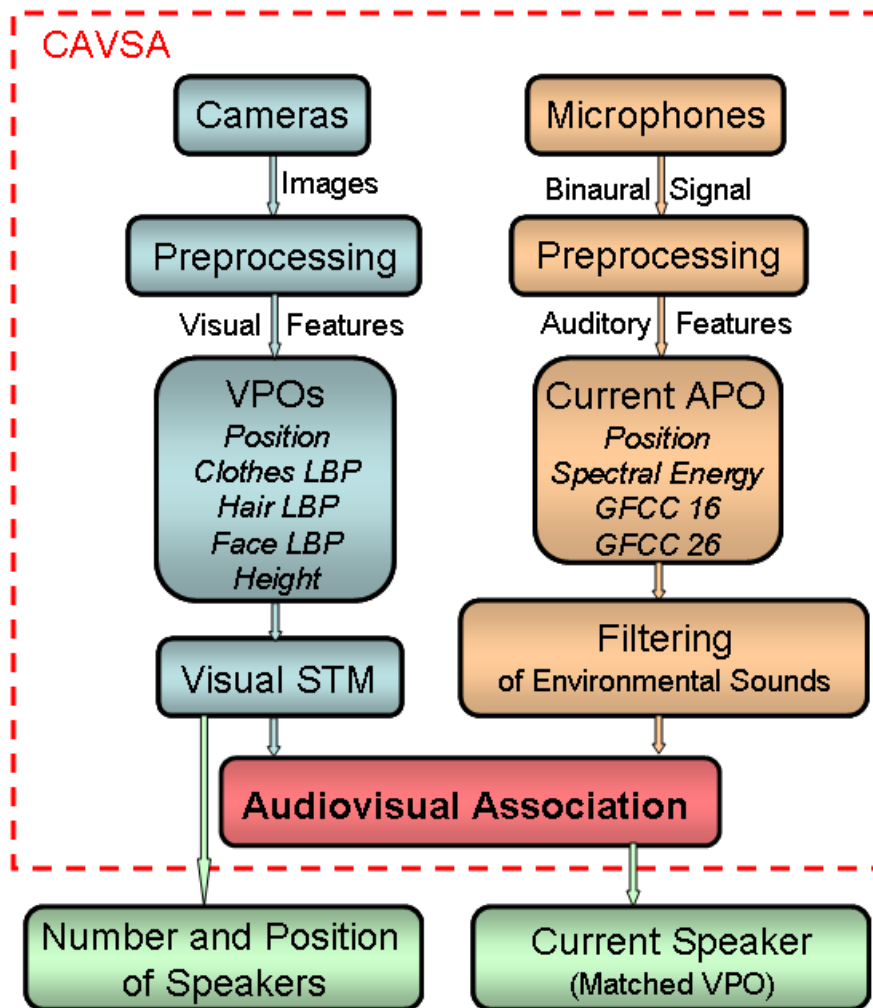 CAVSA
Cameras
Images
Preprocessing
Visual Features
VPOs
Position
Clothes LBP
Hair LBP
Face LBP
Height
Visual STM
Microphones
Binaural Signal
Preprocessing
Auditory Features
Current APO
Position
Spectral Energy
GFCC 16
GFCC 26
Filtering
of Environmental Sounds
Audiovisual Association
Number and Position
of Speakers
Current Speaker
(Matched VPO)